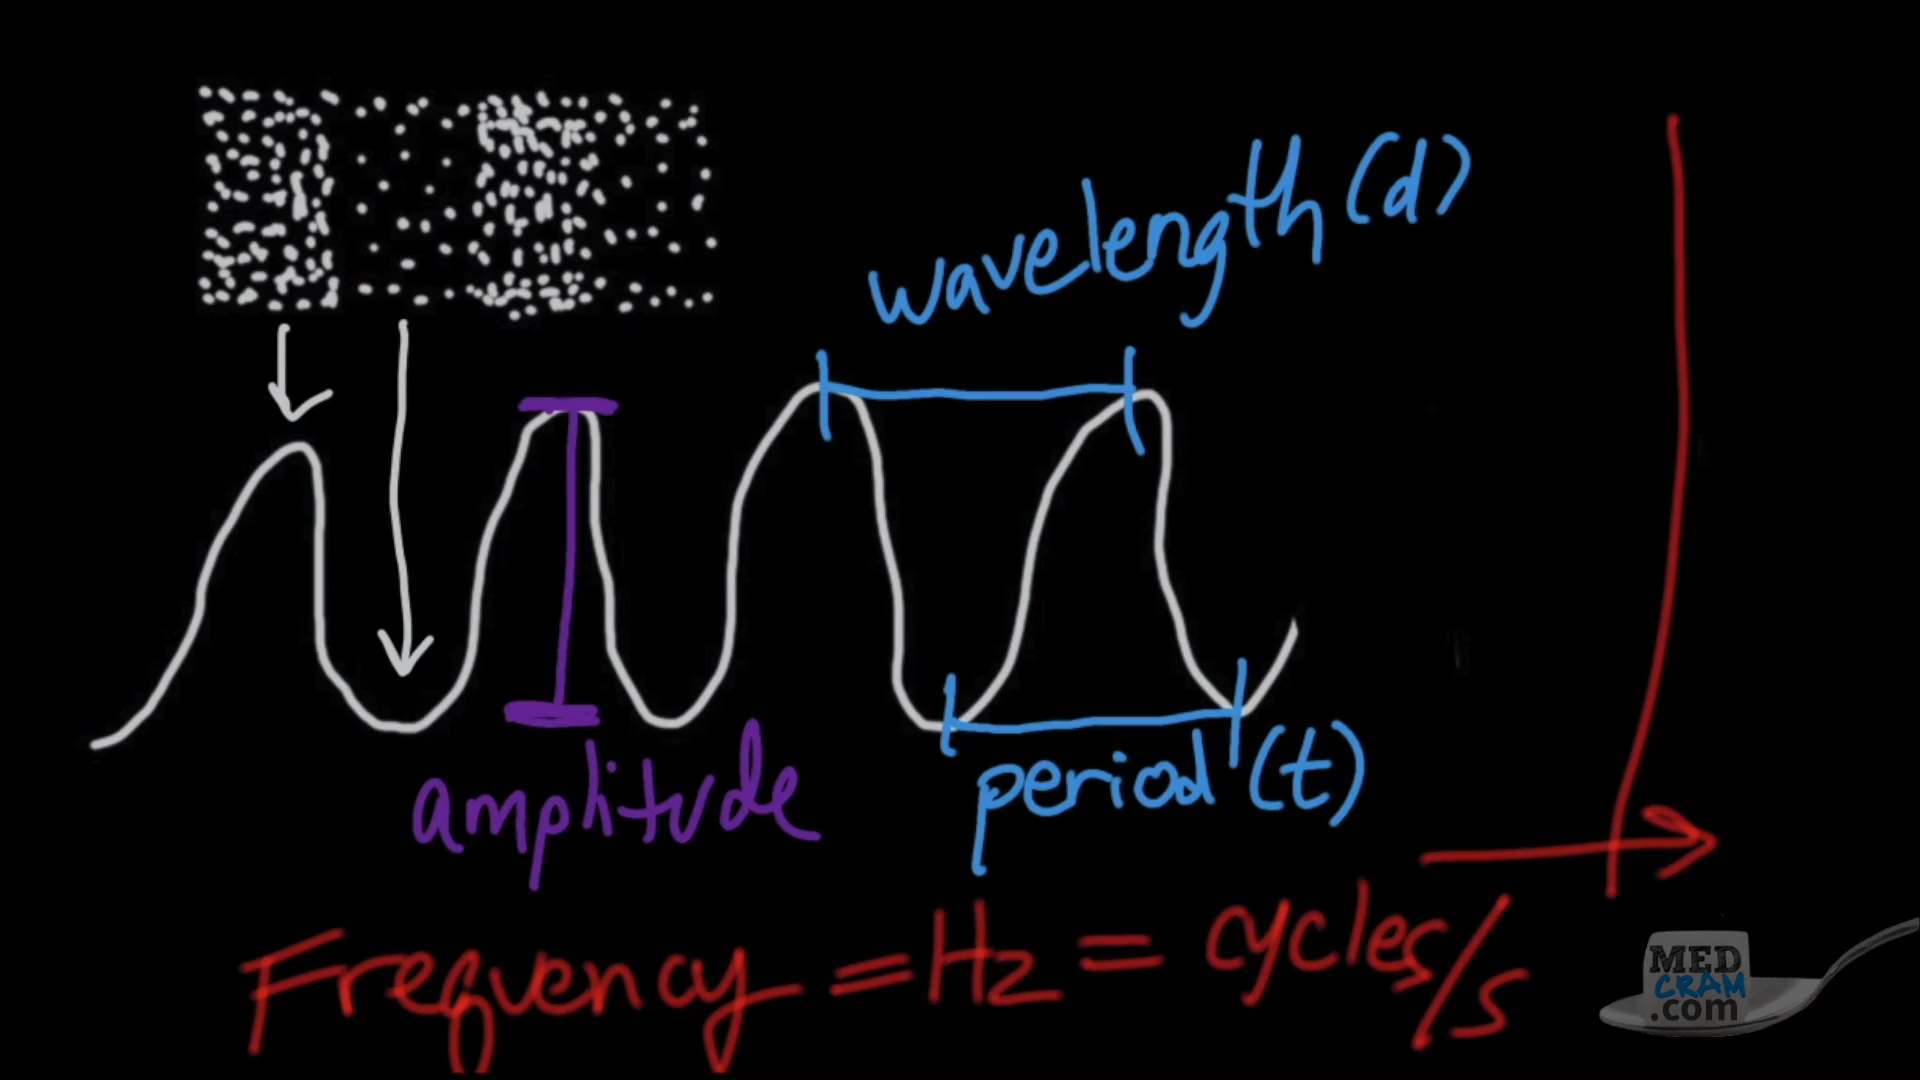 wavelength (d)
amplitude
period (t)
Frequency = Hz = cycles/s
MED
CRAM
.com